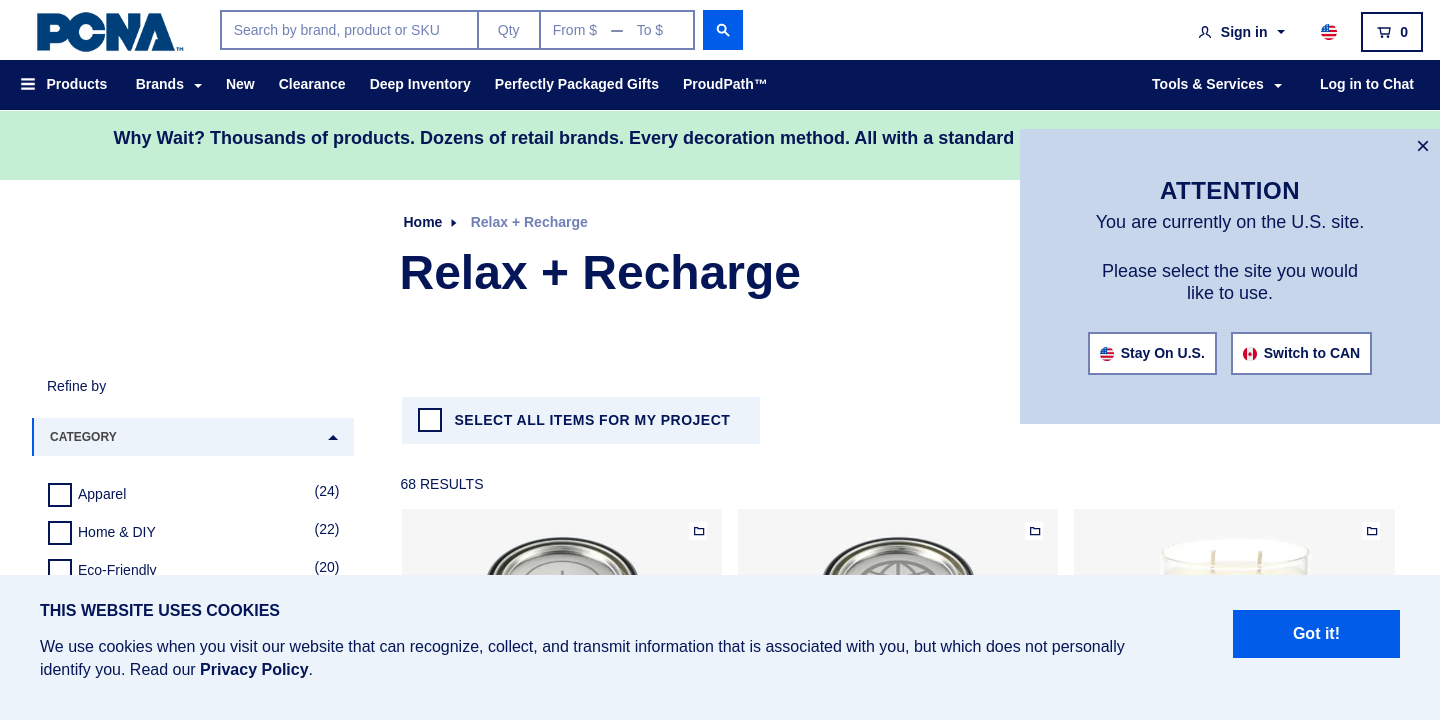 PCNA™
Search by brand, product or SKU
Qty
From $ — To $
Sign in
0
Products
Brands
New
Clearance
Deep Inventory
Perfectly Packaged Gifts
ProudPath™
Tools & Services
Log in to Chat
Why Wait? Thousands of products. Dozens of retail brands. Every decoration method. All with a standard
×
ATTENTION
You are currently on the U.S. site.
Please select the site you would
like to use.
Stay On U.S.
Switch to CAN
Home
Relax + Recharge
Relax + Recharge
Refine by
CATEGORY
Apparel (24)
Home & DIY (22)
Eco-Friendly (20)
SELECT ALL ITEMS FOR MY PROJECT
68 RESULTS
THIS WEBSITE USES COOKIES
We use cookies when you visit our website that can recognize, collect, and transmit information that is associated with you, but which does not personally
identify you. Read our Privacy Policy.
Got it!